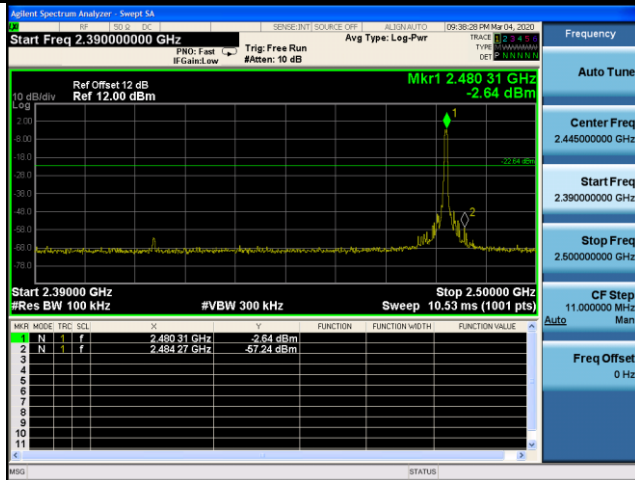 Agilent Spectrum Analyzer - Swept SA
RF 50 Ω DC SENSE:INT SOURCE OFF ALIGN AUTO 09:38:28 PM Mar 04, 2020
Start Freq 2.390000000 GHz
PNO: Fast
IFGain:Low
Trig: Free Run
#Atten: 10 dB
Avg Type: Log-Pwr
TRACE 1 2 3 4 5 6
TYPE
DET P N N N N N
Ref Offset 12 dB
Ref 12.00 dBm
10 dB/div
Log
Mkr1 2.480 31 GHz
-2.64 dBm
2.00
-8.00
-18.0
-28.0
-38.0
-48.0
-58.0
-68.0
-78.0
-22.64 dBm
1
2
Start 2.39000 GHz
Stop 2.50000 GHz
#Res BW 100 kHz
#VBW 300 kHz
Sweep 10.53 ms (1001 pts)
MKR MODE TRC SCL X Y FUNCTION FUNCTION WIDTH FUNCTION VALUE
1 N 1 f 2.480 31 GHz -2.64 dBm
2 N 1 f 2.484 27 GHz -57.24 dBm
3
4
5
6
7
8
9
10
11
MSG
STATUS
Frequency
Auto Tune
Center Freq
2.445000000 GHz
Start Freq
2.390000000 GHz
Stop Freq
2.500000000 GHz
CF Step
11.000000 MHz
Auto Man
Freq Offset
0 Hz